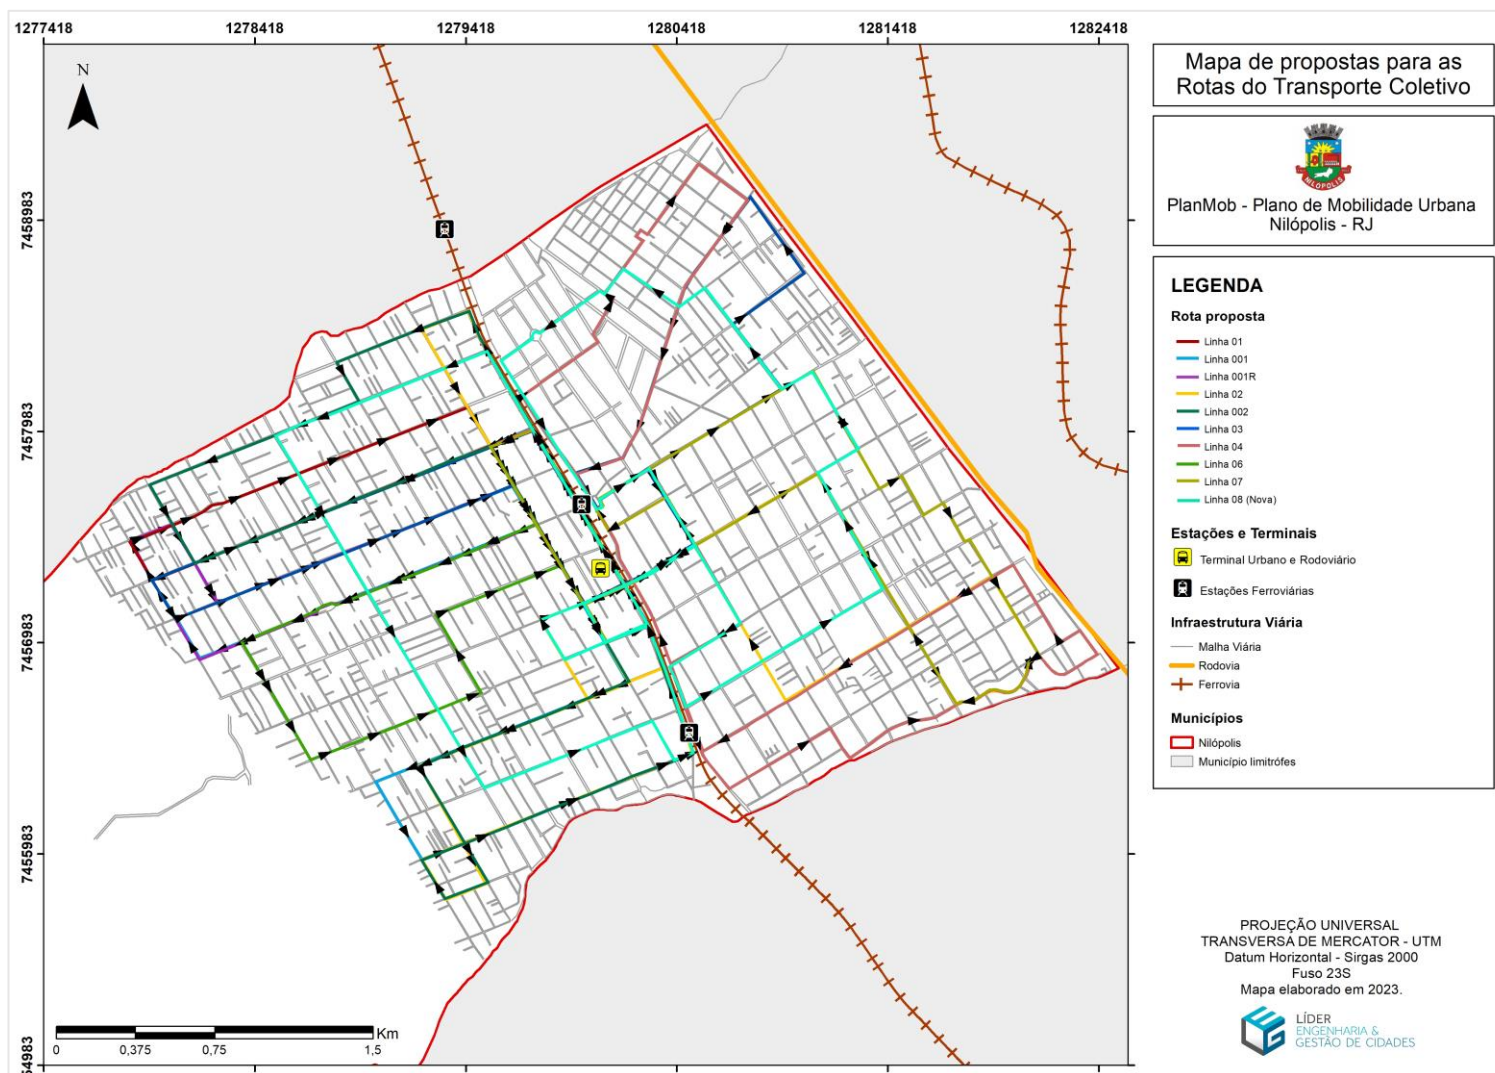 1277418
1278418
1279418
1280418
1281418
1282418
N
7458983
7457983
7456983
7455983
54983
Km
0
0,375
0,75
1,5
Mapa de propostas para as
Rotas do Transporte Coletivo
NILÓPOLIS
PlanMob - Plano de Mobilidade Urbana
Nilópolis - RJ
LEGENDA
Rota proposta
Linha 01
Linha 001
Linha 001R
Linha 02
Linha 002
Linha 03
Linha 04
Linha 06
Linha 07
Linha 08 (Nova)
Estações e Terminais
Terminal Urbano e Rodoviário
Estações Ferroviárias
Infraestrutura Viária
Malha Viária
Rodovia
Ferrovia
Municípios
Nilópolis
Município limitrófes
PROJEÇÃO UNIVERSAL
TRANSVERSA DE MERCATOR - UTM
Datum Horizontal - Sirgas 2000
Fuso 23S
Mapa elaborado em 2023.
LÍDER
ENGENHARIA &
GESTÃO DE CIDADES